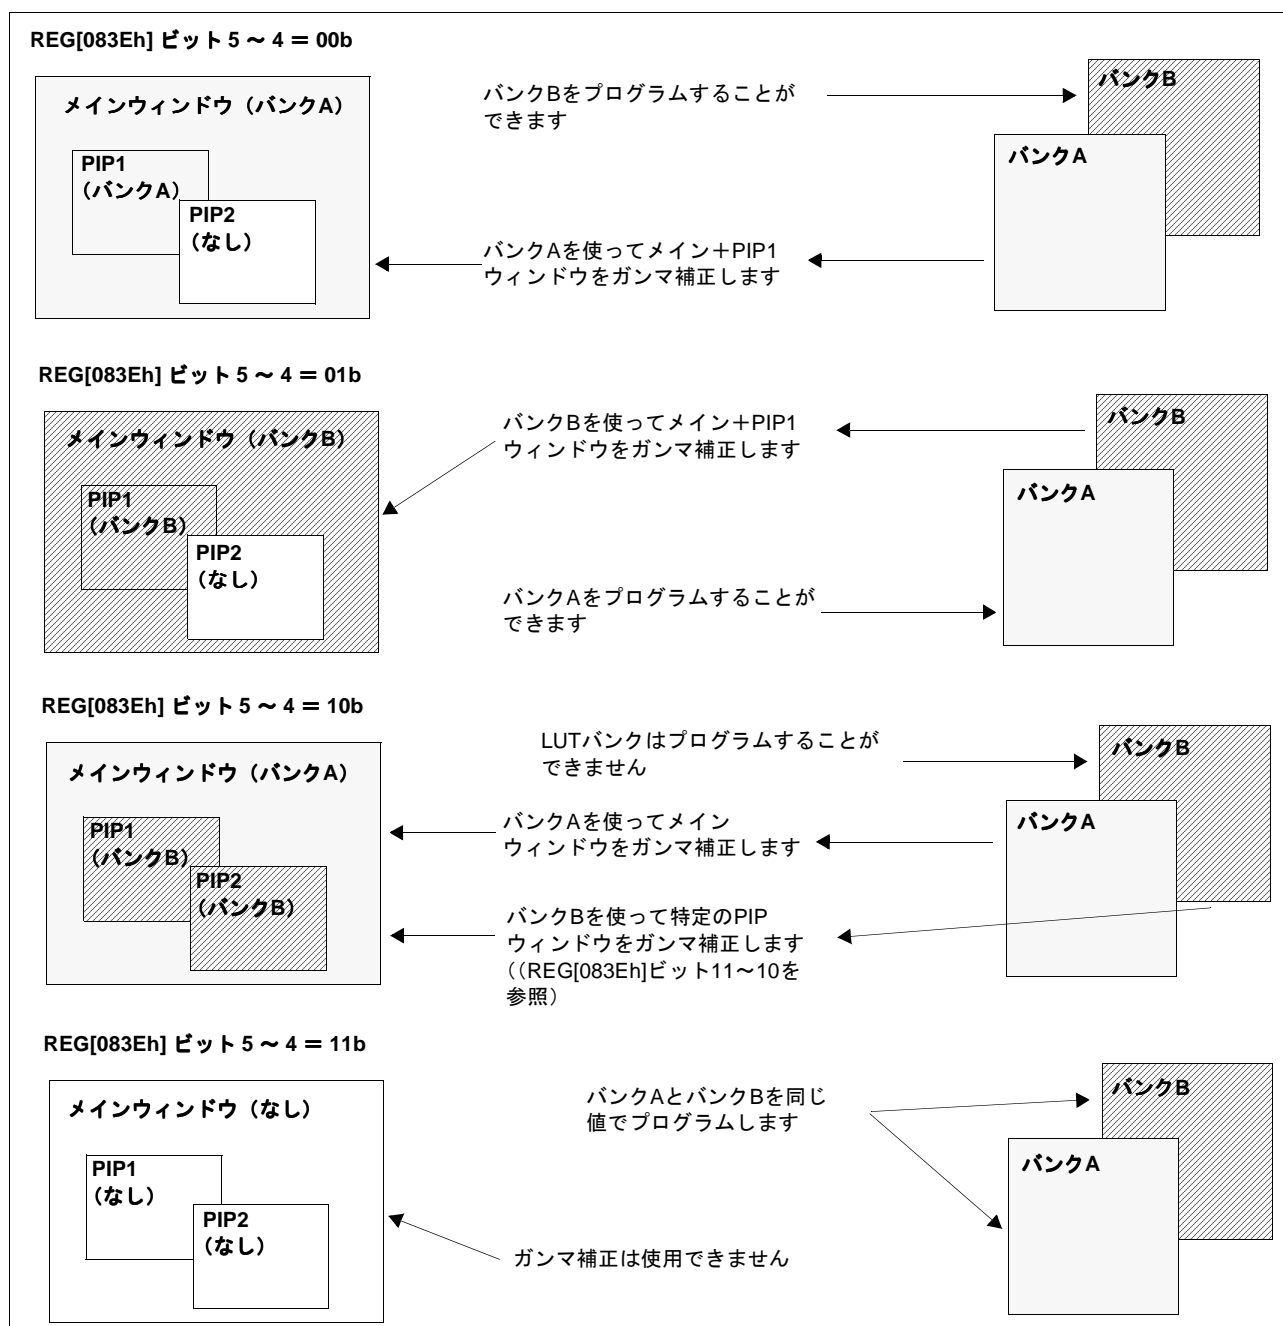 REG[083Eh] ビット 5 ～ 4 ＝ 00b
メインウィンドウ（バンクA）
PIP1
（バンクA）
PIP2
（なし）
バンクBをプログラムすることが
できます
バンクAを使ってメイン＋PIP1
ウィンドウをガンマ補正します
バンクB
バンクA
REG[083Eh] ビット 5 ～ 4 ＝ 01b
メインウィンドウ（バンクB）
PIP1
（バンクB）
PIP2
（なし）
バンクBを使ってメイン＋PIP1
ウィンドウをガンマ補正します
バンクAをプログラムすることが
できます
バンクB
バンクA
REG[083Eh] ビット 5 ～ 4 ＝ 10b
メインウィンドウ（バンクA）
PIP1
（バンクB）
PIP2
（バンクB）
LUTバンクはプログラムすることが
できません
バンクAを使ってメイン
ウィンドウをガンマ補正します
バンクBを使って特定のPIP
ウィンドウをガンマ補正します
（(REG[083Eh]ビット11～10を
参照）
バンクB
バンクA
REG[083Eh] ビット 5 ～ 4 ＝ 11b
メインウィンドウ（なし）
PIP1
（なし）
PIP2
（なし）
バンクAとバンクBを同じ
値でプログラムします
ガンマ補正は使用できません
バンクB
バンクA